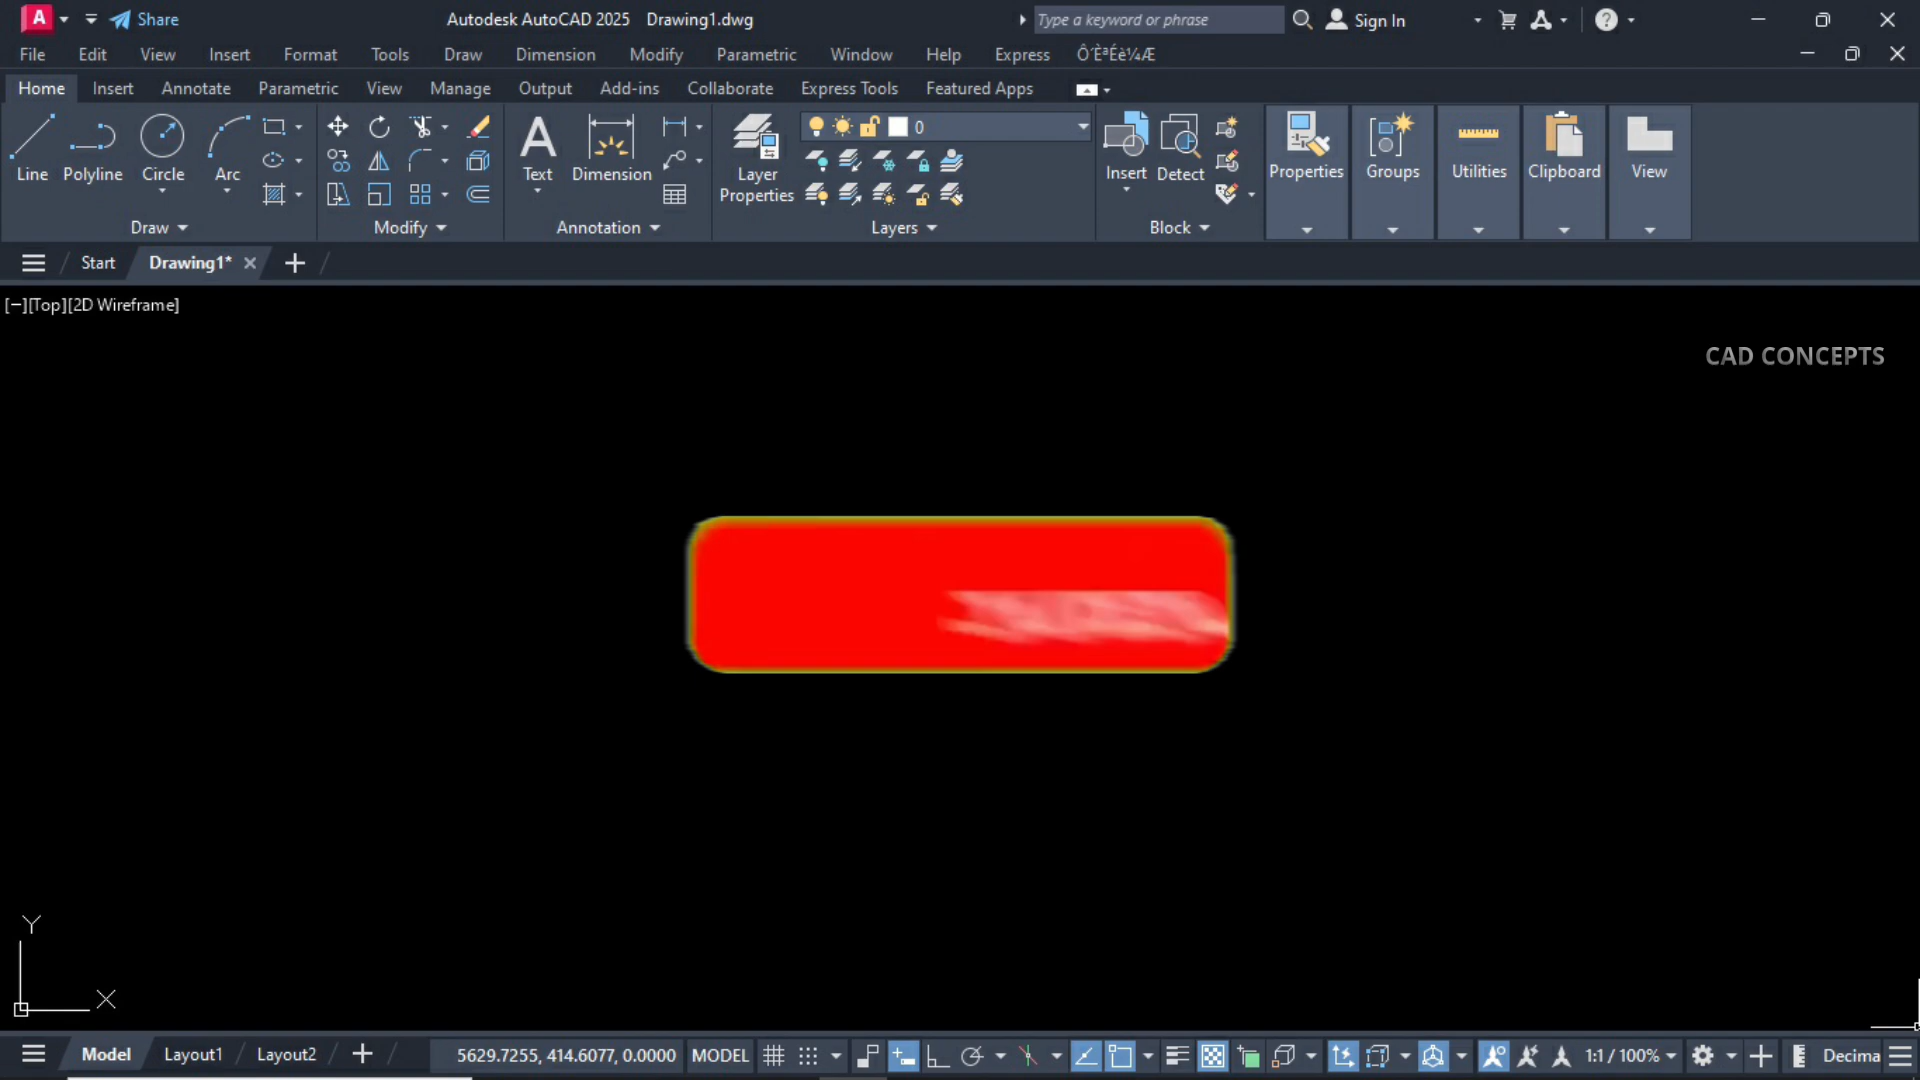 Share
Autodesk AutoCAD 2025 Drawing1.dwg
Type a keyword or phrase
Sign In
File Edit View Insert Format Tools Draw Dimension Modify Parametric Window Help Express Ô´ÈªÉè¼Æ
Home Insert Annotate Parametric View Manage Output Add-ins Collaborate Express Tools Featured Apps
0
Line Polyline Circle Arc
Text Dimension
Layer Properties
Insert Detect
Properties Groups Utilities Clipboard View
Draw Modify Annotation Layers Block
Start Drawing1*
[−][Top][2D Wireframe]
CAD CONCEPTS
Y
X
Model Layout1 Layout2 5629.7255, 414.6077, 0.0000 MODEL 1:1 / 100% Decima